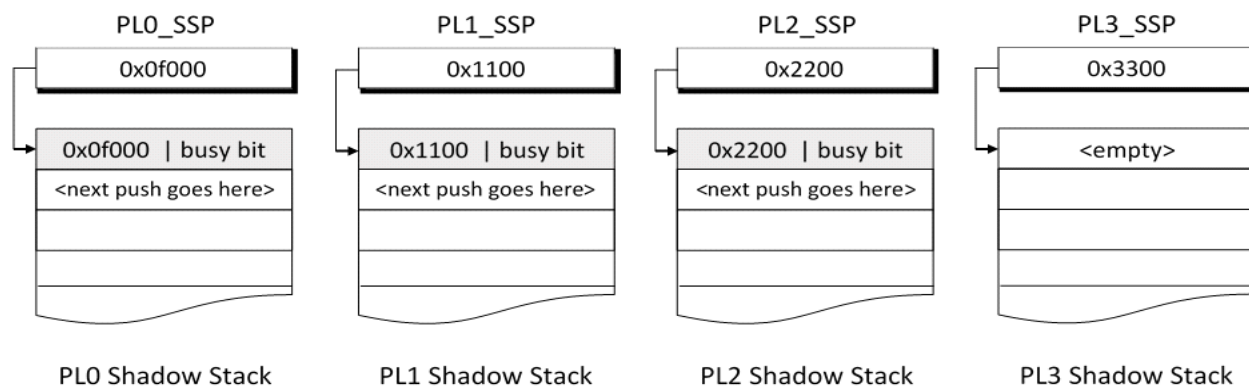 PL0_SSP PL1_SSP PL2_SSP PL3_SSP
0x0f000 0x1100 0x2200 0x3300
0x0f000 | busy bit 0x1100 | busy bit 0x2200 | busy bit <empty>
<next push goes here> <next push goes here> <next push goes here>
PL0 Shadow Stack PL1 Shadow Stack PL2 Shadow Stack PL3 Shadow Stack